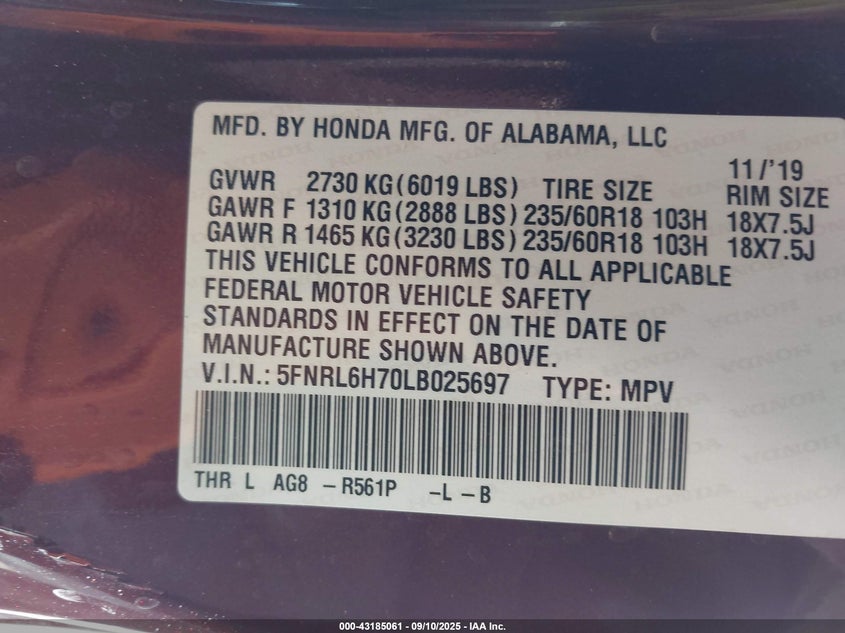 MFD. BY HONDA MFG. OF ALABAMA, LLC
11/'19
GVWR 2730 KG(6019 LBS) TIRE SIZE RIM SIZE
GAWR F 1310 KG(2888 LBS) 235/60R18 103H 18X7.5J
GAWR R 1465 KG(3230 LBS) 235/60R18 103H 18X7.5J
THIS VEHICLE CONFORMS TO ALL APPLICABLE
FEDERAL MOTOR VEHICLE SAFETY
STANDARDS IN EFFECT ON THE DATE OF
MANUFACTURE SHOWN ABOVE.
V.I.N.: 5FNRL6H70LB025697 TYPE: MPV
THR L AG8 -R561P -L -B
000-43185061 - 09/10/2025 - IAA Inc.